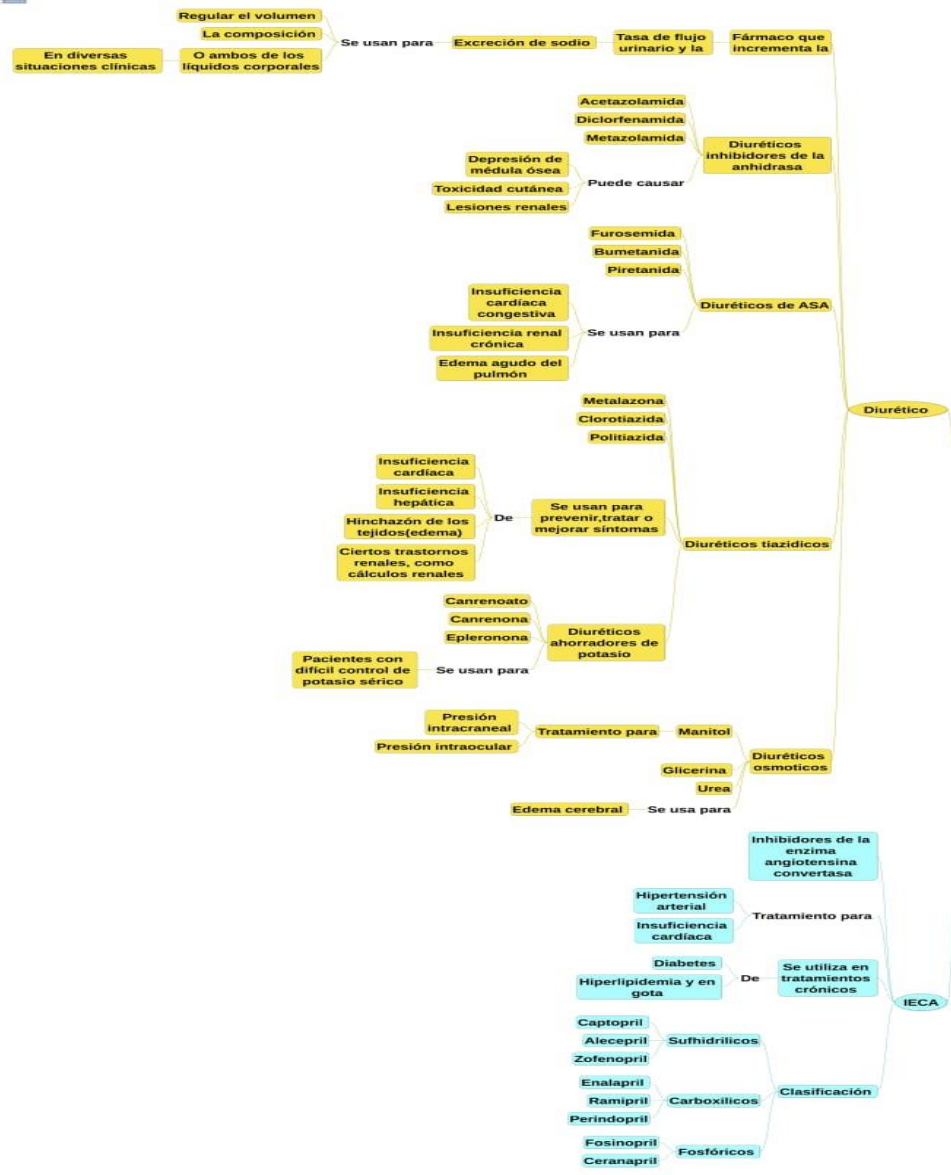 Regular el volumen
La composición
O ambos de los
líquidos corporales
En diversas
situaciones clínicas
Se usan para
Excreción de sodio
Tasa de flujo
urinario y la
Fármaco que
incrementa la
Acetazolamida
Diclorfenamida
Metazolamida
Diuréticos
inhibidores de la
anhidrasa
Puede causar
Depresión de
médula ósea
Toxicidad cutánea
Lesiones renales
Furosemida
Bumetanida
Piretanida
Diuréticos de ASA
Se usan para
Insuficiencia
cardíaca
congestiva
Insuficiencia renal
crónica
Edema agudo del
pulmón
Diurético
Metalazona
Clorotiazida
Politiazida
Se usan para
prevenir,tratar o
mejorar síntomas
De
Insuficiencia
cardíaca
Insuficiencia
hepática
Hinchazón de los
tejidos(edema)
Ciertos trastornos
renales, como
cálculos renales
Diuréticos tiazidicos
Canrenoato
Canrenona
Epleronona
Diuréticos
ahorradores de
potasio
Se usan para
Pacientes con
difícil control de
potasio sérico
Presión
intracraneal
Presión intraocular
Tratamiento para
Manitol
Glicerina
Urea
Diuréticos
osmoticos
Se usa para
Edema cerebral
Inhibidores de la
enzima
angiotensina
convertasa
Hipertensión
arterial
Insuficiencia
cardíaca
Tratamiento para
Diabetes
Hiperlipidemia y en
gota
De
Se utiliza en
tratamientos
crónicos
IECA
Captopril
Alecepril
Zofenopril
Sufhidrilicos
Enalapril
Ramipril
Perindopril
Carboxilicos
Clasificación
Fosinopril
Ceranapril
Fosfóricos